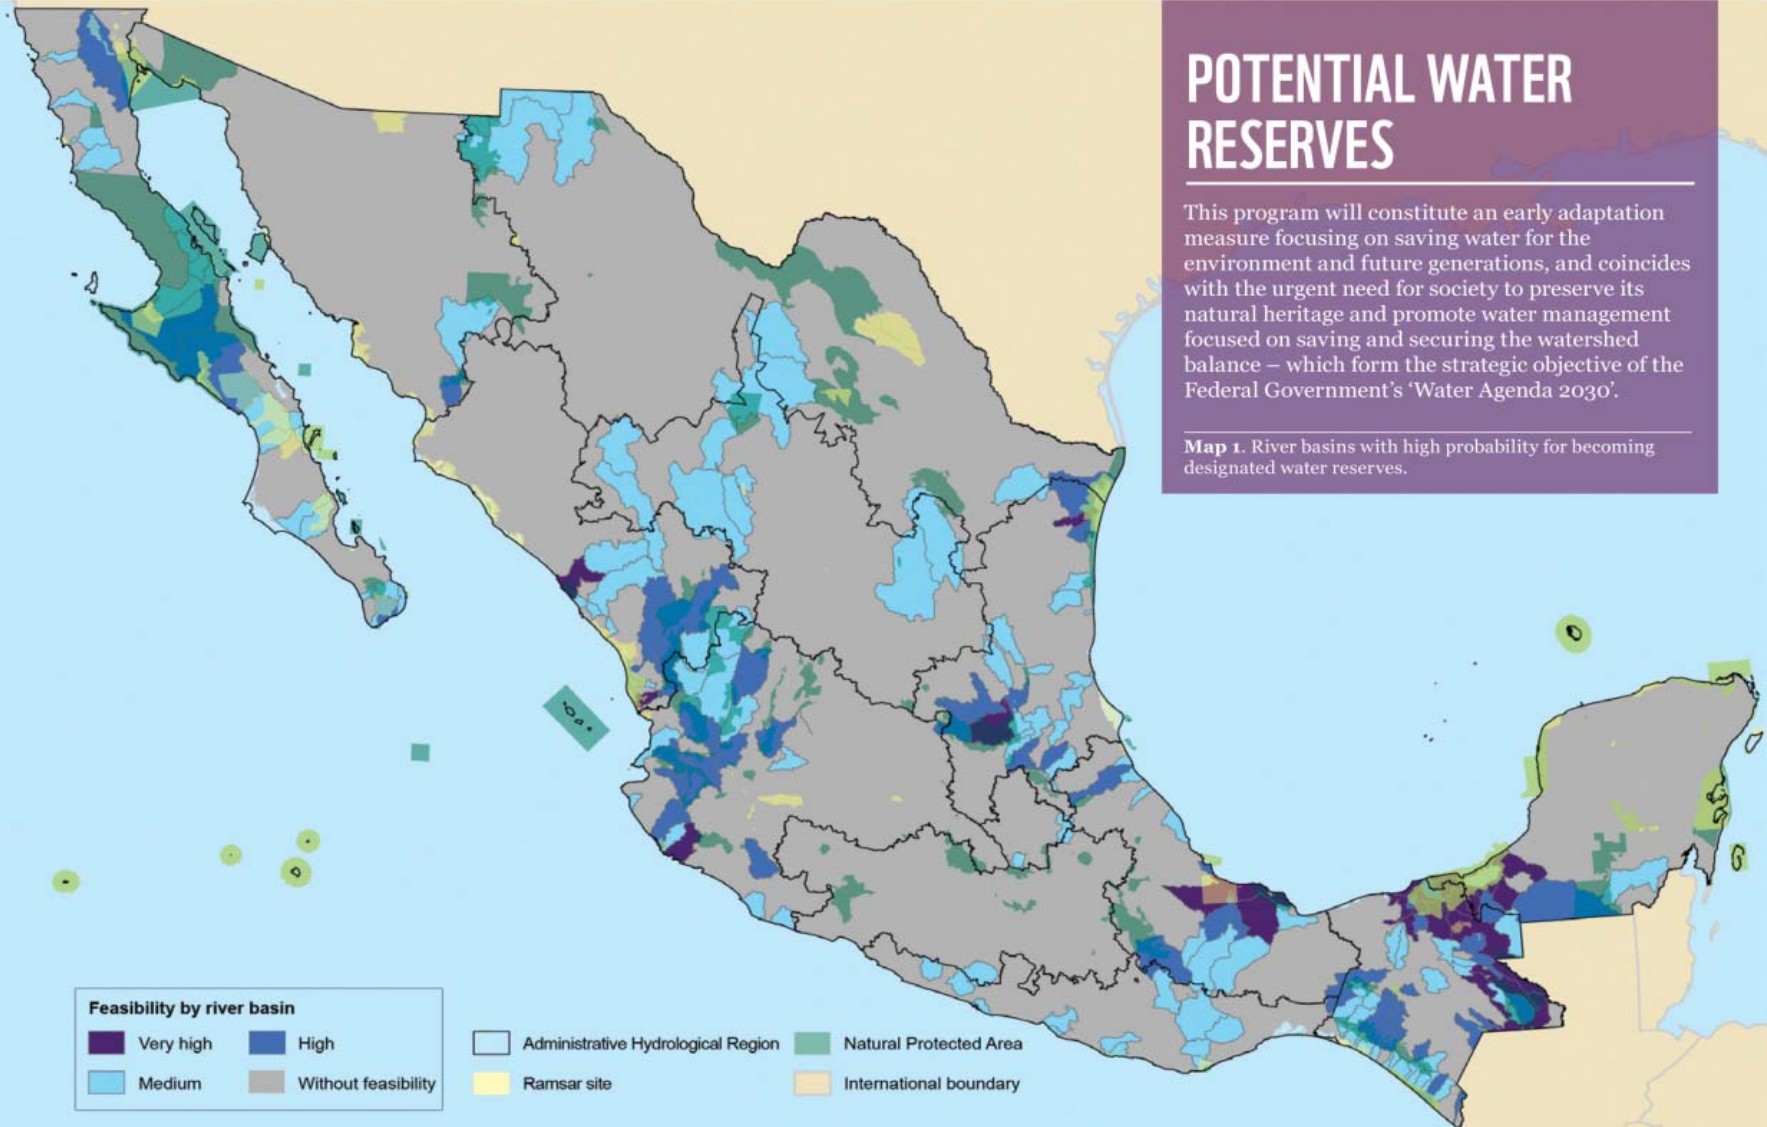 POTENTIAL WATER
RESERVES
This program will constitute an early adaptation
measure focusing on saving water for the
environment and future generations, and coincides
with the urgent need for society to preserve its
natural heritage and promote water management
focused on saving and securing the watershed
balance – which form the strategic objective of the
Federal Government's ‘Water Agenda 2030’.
Map 1. River basins with high probability for becoming
designated water reserves.
Feasibility by river basin
Very high
High
Administrative Hydrological Region
Natural Protected Area
Medium
Without feasibility
Ramsar site
International boundary